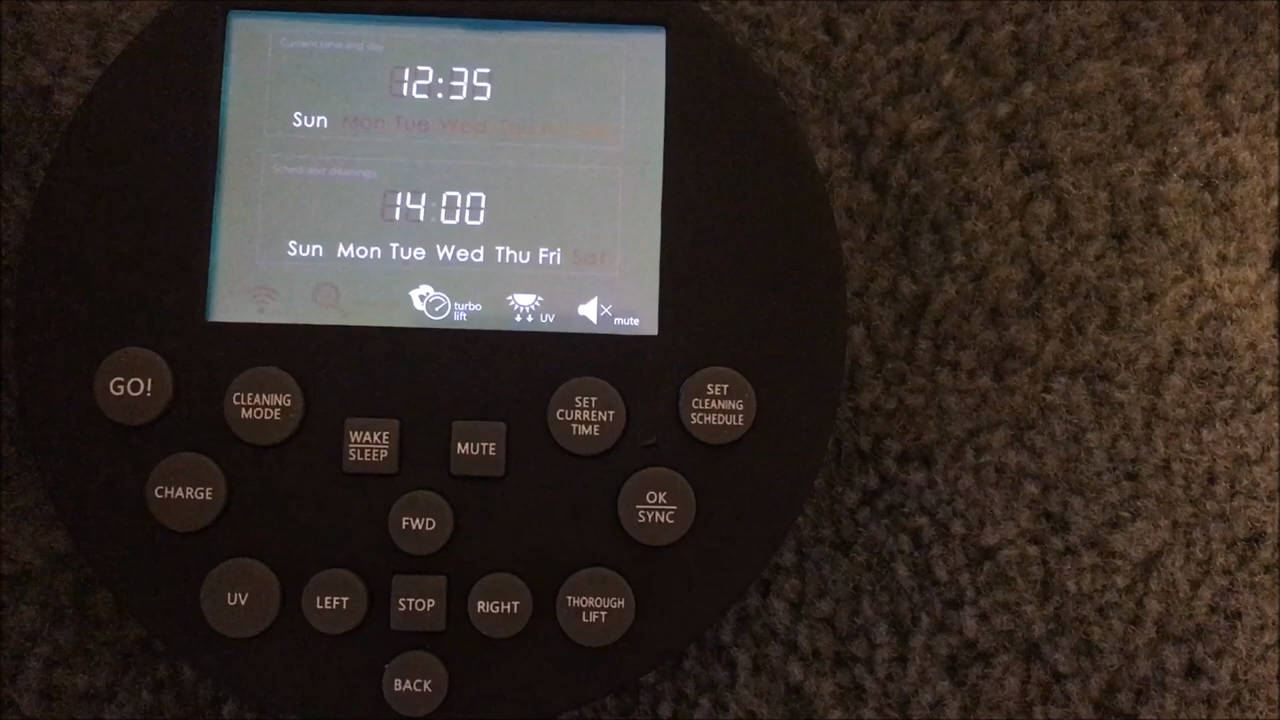 Current time and day
12:35
Sun Mon Tue Wed Thu Fri Sat
Scheduled cleanings
14:00
Sun Mon Tue Wed Thu Fri Sat
turbo
lift
UV
mute
GO!
CLEANING
MODE
WAKE
SLEEP
MUTE
SET
CURRENT
TIME
SET
CLEANING
SCHEDULE
CHARGE
FWD
OK
SYNC
UV
LEFT
STOP
RIGHT
THOROUGH
LIFT
BACK